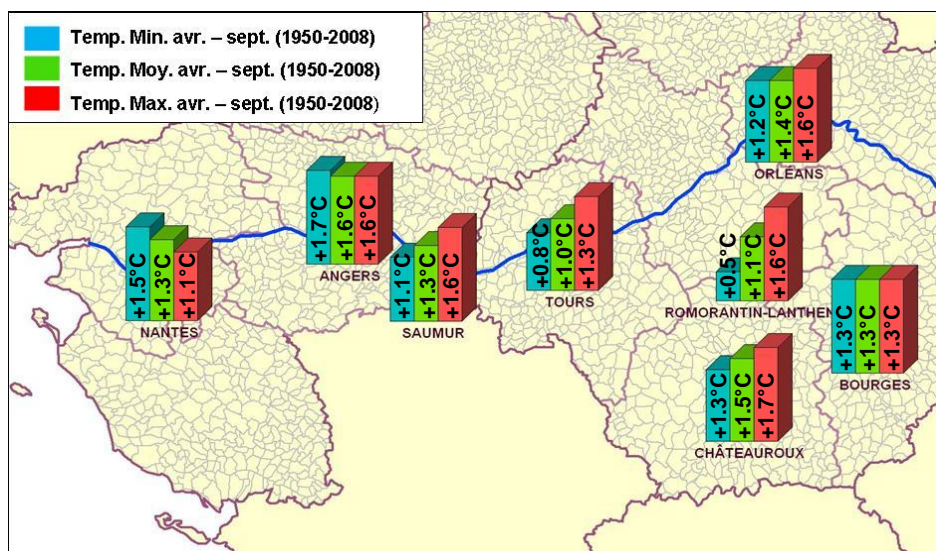 Temp. Min. avr. – sept. (1950-2008)
Temp. Moy. avr. – sept. (1950-2008)
Temp. Max. avr. – sept. (1950-2008)
+1.2°C
+1.4°C
+1.6°C
ORLÉANS
+1.7°C
+1.6°C
+1.6°C
ANGERS
+1.5°C
+1.3°C
+1.1°C
NANTES
+1.1°C
+1.3°C
+1.6°C
SAUMUR
+0.8°C
+1.0°C
+1.3°C
TOURS
+0.5°C
+1.1°C
+1.6°C
ROMORANTIN-LANTHEN
+1.3°C
+1.3°C
+1.3°C
BOURGES
+1.3°C
+1.5°C
+1.7°C
CHÂTEAUROUX